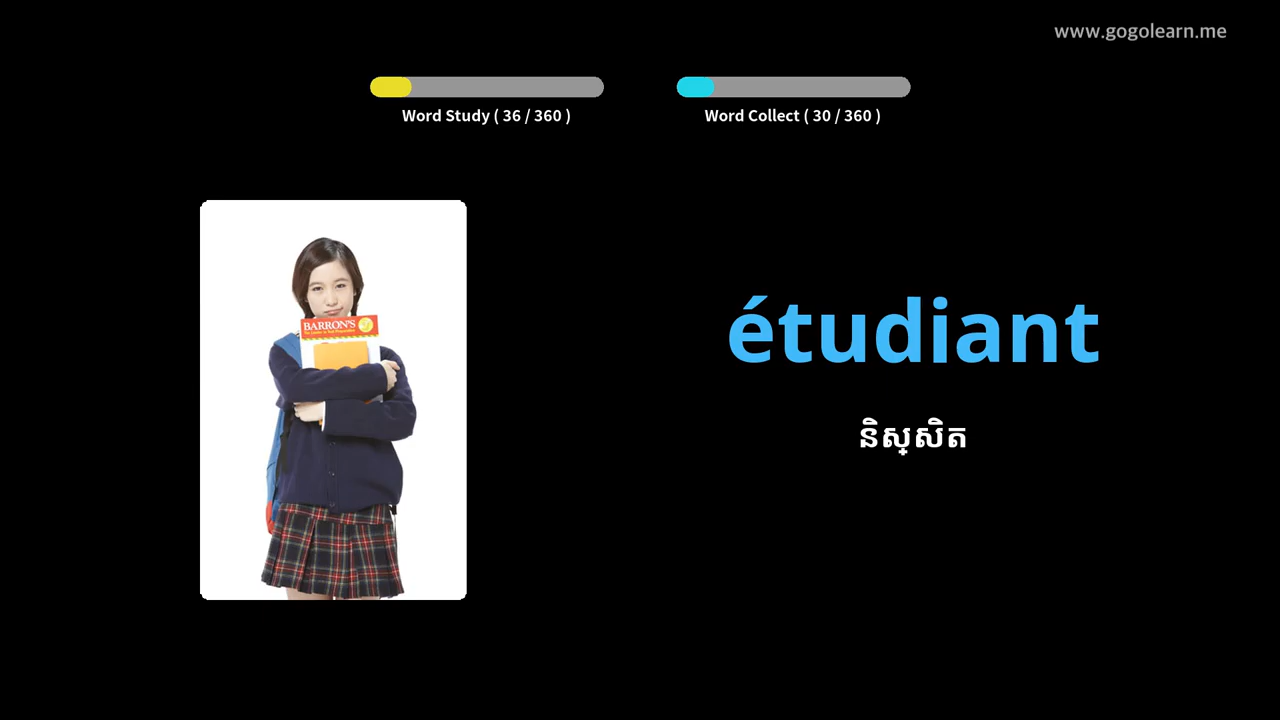 www.gogolearn.me
Word Study ( 36 / 360 )
Word Collect ( 30 / 360 )
BARRON'S
étudiant
និស្សិត